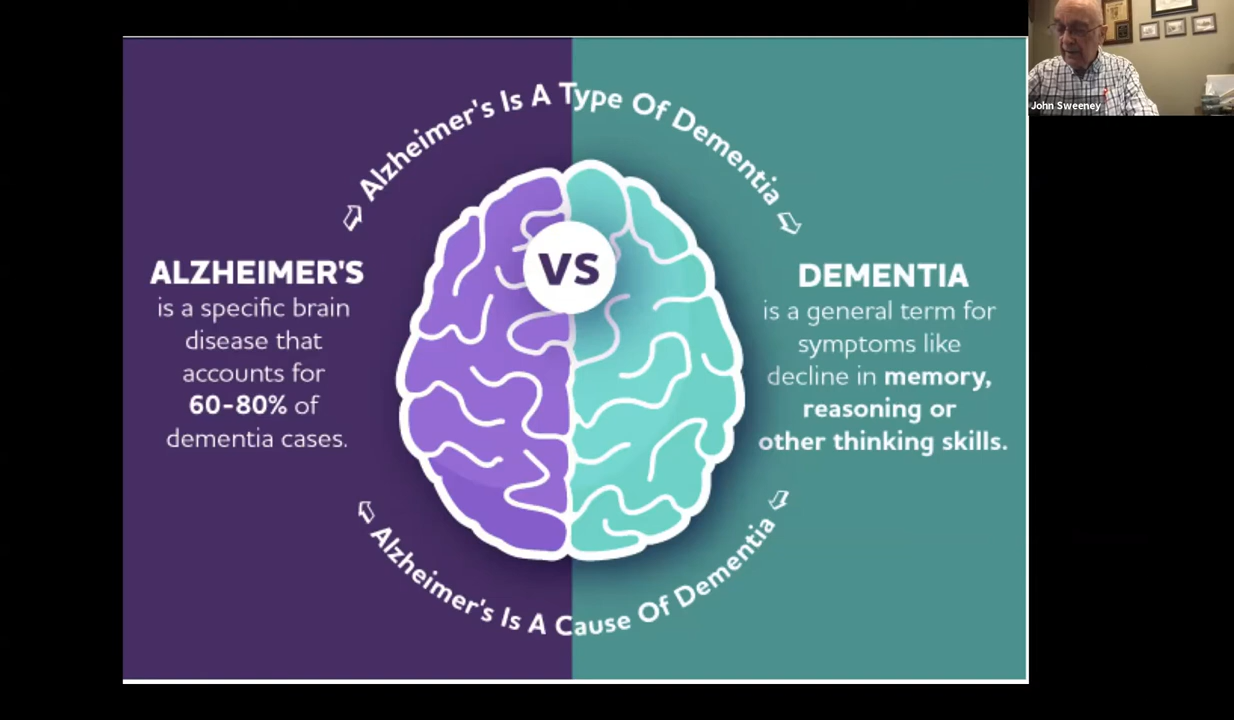 Alzheimer's Is A Type Of Dementia
VS
ALZHEIMER'S
is a specific brain
disease that
accounts for
60-80% of
dementia cases.
DEMENTIA
is a general term for
symptoms like
decline in memory,
reasoning or
other thinking skills.
Alzheimer's Is A Cause Of Dementia
John Sweeney